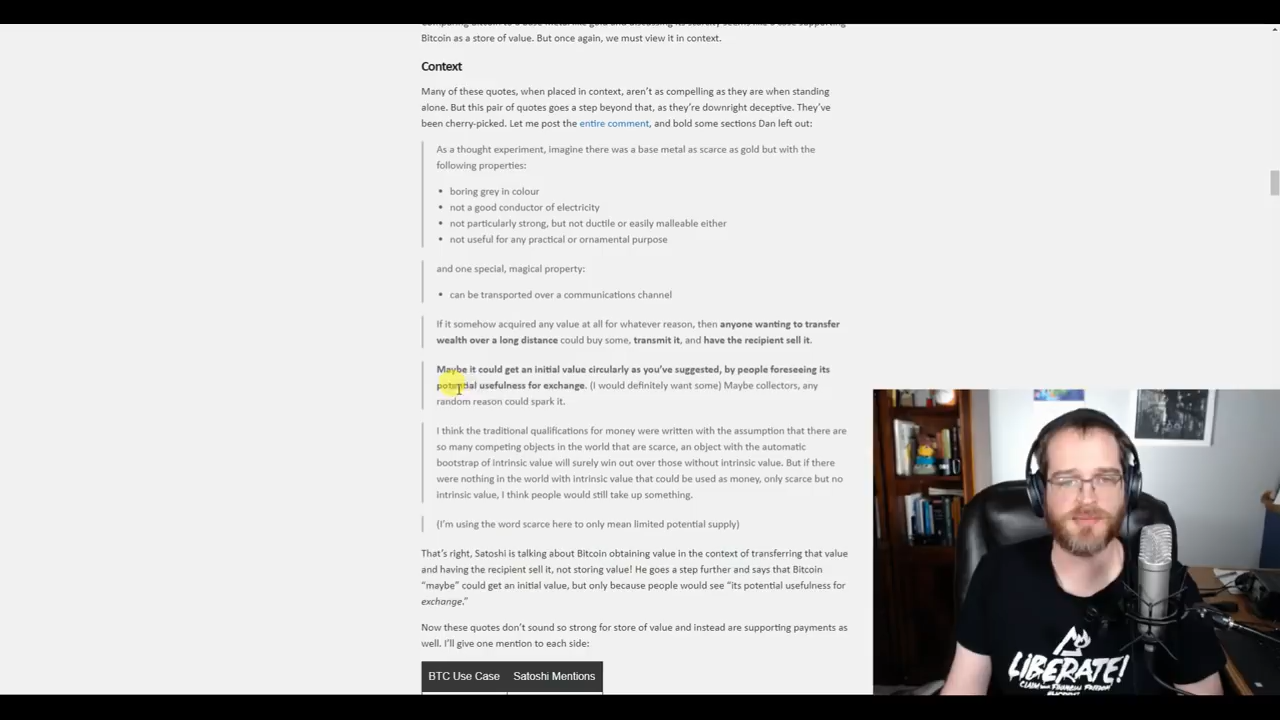 Comparing bitcoin to a base metal like gold and discussing its scarcity seems like a case supporting
Bitcoin as a store of value. But once again, we must view it in context.
Context
Many of these quotes, when placed in context, aren't as compelling as they are when standing
alone. But this pair of quotes goes a step beyond that, as they're downright deceptive. They've
been cherry-picked. Let me post the entire comment, and bold some sections Dan left out:
As a thought experiment, imagine there was a base metal as scarce as gold but with the
following properties:
• boring grey in colour
• not a good conductor of electricity
• not particularly strong, but not ductile or easily malleable either
• not useful for any practical or ornamental purpose
and one special, magical property:
• can be transported over a communications channel
If it somehow acquired any value at all for whatever reason, then anyone wanting to transfer
wealth over a long distance could buy some, transmit it, and have the recipient sell it.
Maybe it could get an initial value circularly as you've suggested, by people foreseeing its
potential usefulness for exchange. (I would definitely want some) Maybe collectors, any
random reason could spark it.
I think the traditional qualifications for money were written with the assumption that there are
so many competing objects in the world that are scarce, an object with the automatic
bootstrap of intrinsic value will surely win out over those without intrinsic value. But if there
were nothing in the world with intrinsic value that could be used as money, only scarce but no
intrinsic value, I think people would still take up something.
(I'm using the word scarce here to only mean limited potential supply)
That's right, Satoshi is talking about Bitcoin obtaining value in the context of transferring that value
and having the recipient sell it, not storing value! He goes a step further and says that Bitcoin
"maybe" could get an initial value, but only because people would see "its potential usefulness for
exchange."
Now these quotes don't sound so strong for store of value and instead are supporting payments as
well. I'll give one mention to each side:
BTC Use Case Satoshi Mentions
LIBERATE!
CLAIM YOUR FINANCIAL FREEDOM